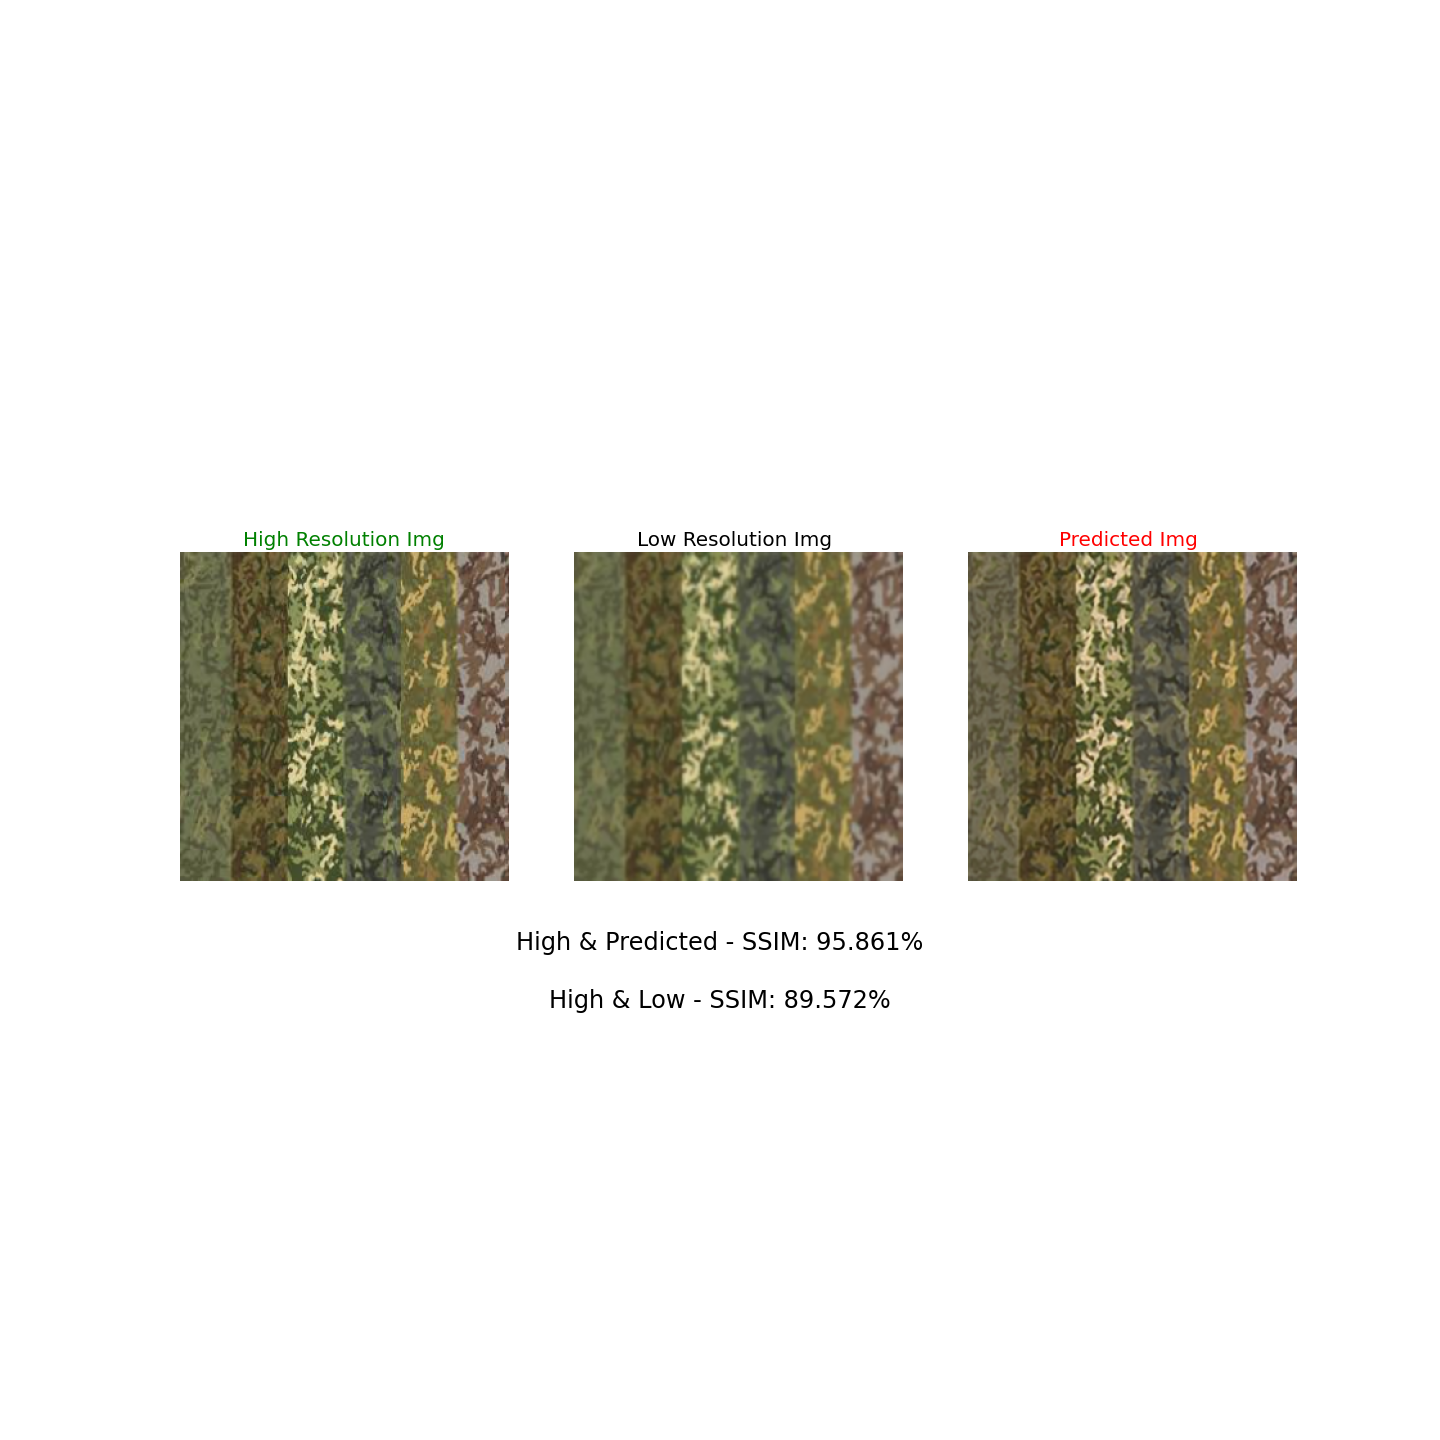 High Resolution Img
Low Resolution Img
Predicted Img
High & Predicted - SSIM: 95.861%
High & Low - SSIM: 89.572%